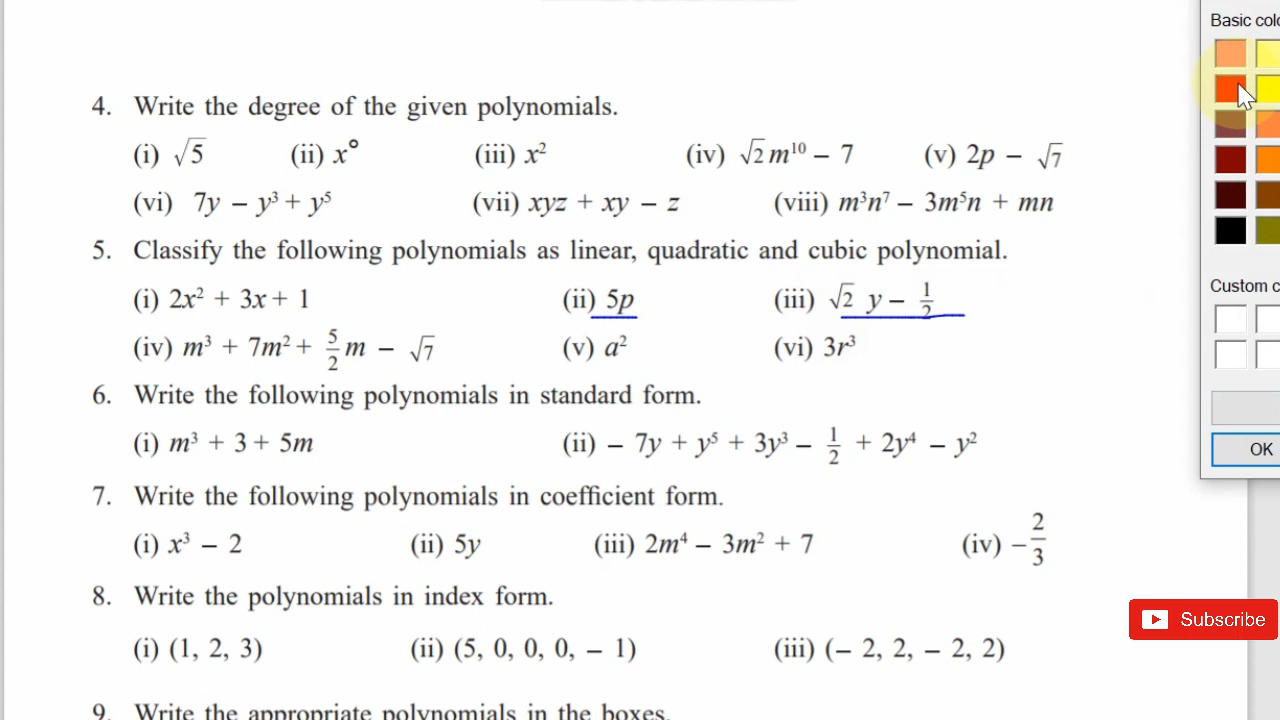 Basic colo
4. Write the degree of the given polynomials.
(i) √5 (ii) x° (iii) x² (iv) √2 m¹⁰ – 7 (v) 2p – √7
(vi) 7y – y³ + y⁵ (vii) xyz + xy – z (viii) m³n⁷ – 3m⁵n + mn
5. Classify the following polynomials as linear, quadratic and cubic polynomial.
Custom c
(i) 2x² + 3x + 1 (ii) 5p (iii) √2 y – 1/2
(iv) m³ + 7m² + 5/2 m – √7 (v) a² (vi) 3r³
6. Write the following polynomials in standard form.
(i) m³ + 3 + 5m (ii) – 7y + y⁵ + 3y³ – 1/2 + 2y⁴ – y²
OK
7. Write the following polynomials in coefficient form.
(i) x³ – 2 (ii) 5y (iii) 2m⁴ – 3m² + 7 (iv) – 2/3
8. Write the polynomials in index form.
Subscribe
(i) (1, 2, 3) (ii) (5, 0, 0, 0, – 1) (iii) (– 2, 2, – 2, 2)
9. Write the appropriate polynomials in the boxes.